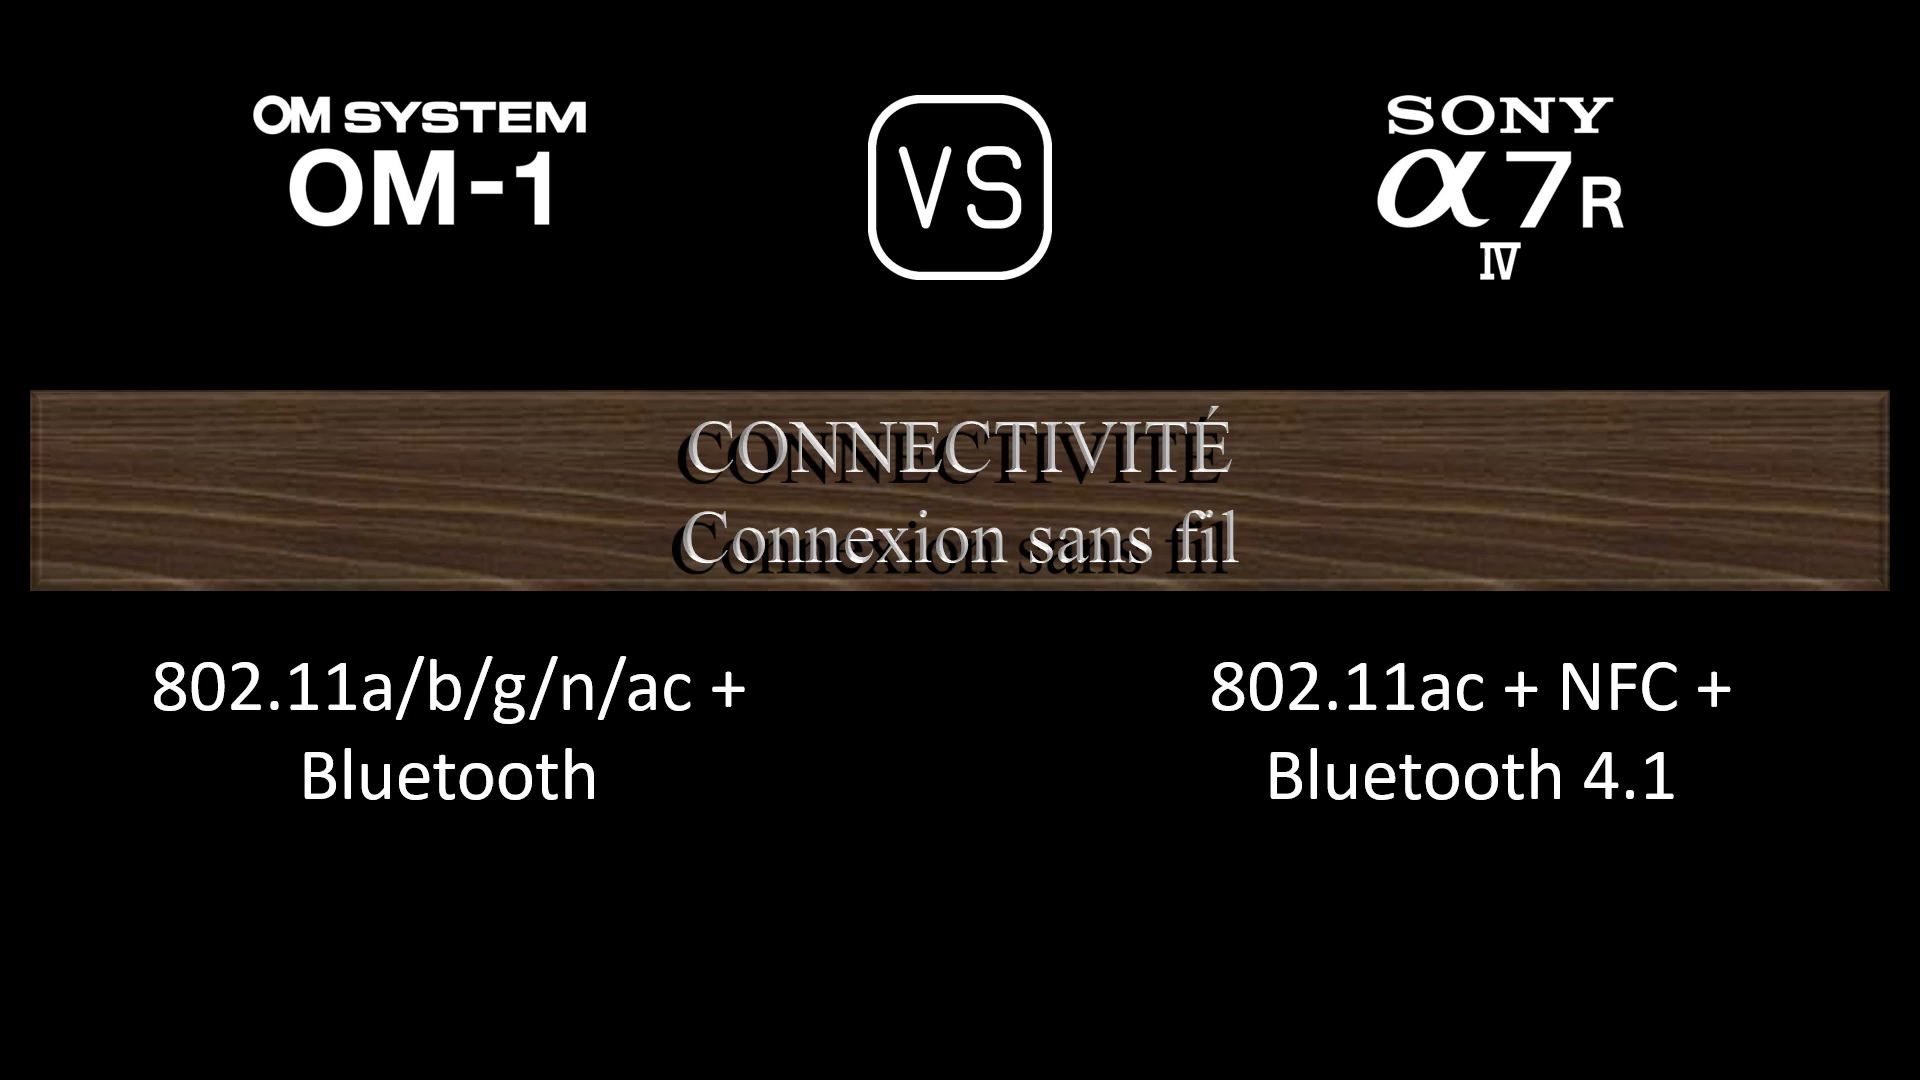 OM SYSTEM
OM-1
VS
SONY
α7R
IV
CONNECTIVITÉ
Connexion sans fil
802.11a/b/g/n/ac +
Bluetooth
802.11ac + NFC +
Bluetooth 4.1